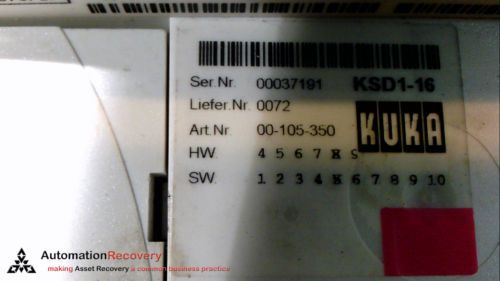 Ser.Nr. 00037191 KSD1-16
Liefer.Nr. 0072
Art.Nr. 00-105-350 KUKA
HW. 4 5 6 7 9
SW. 1 2 3 4 6 7 8 9 10
AutomationRecovery
making Asset Recovery a common business practice